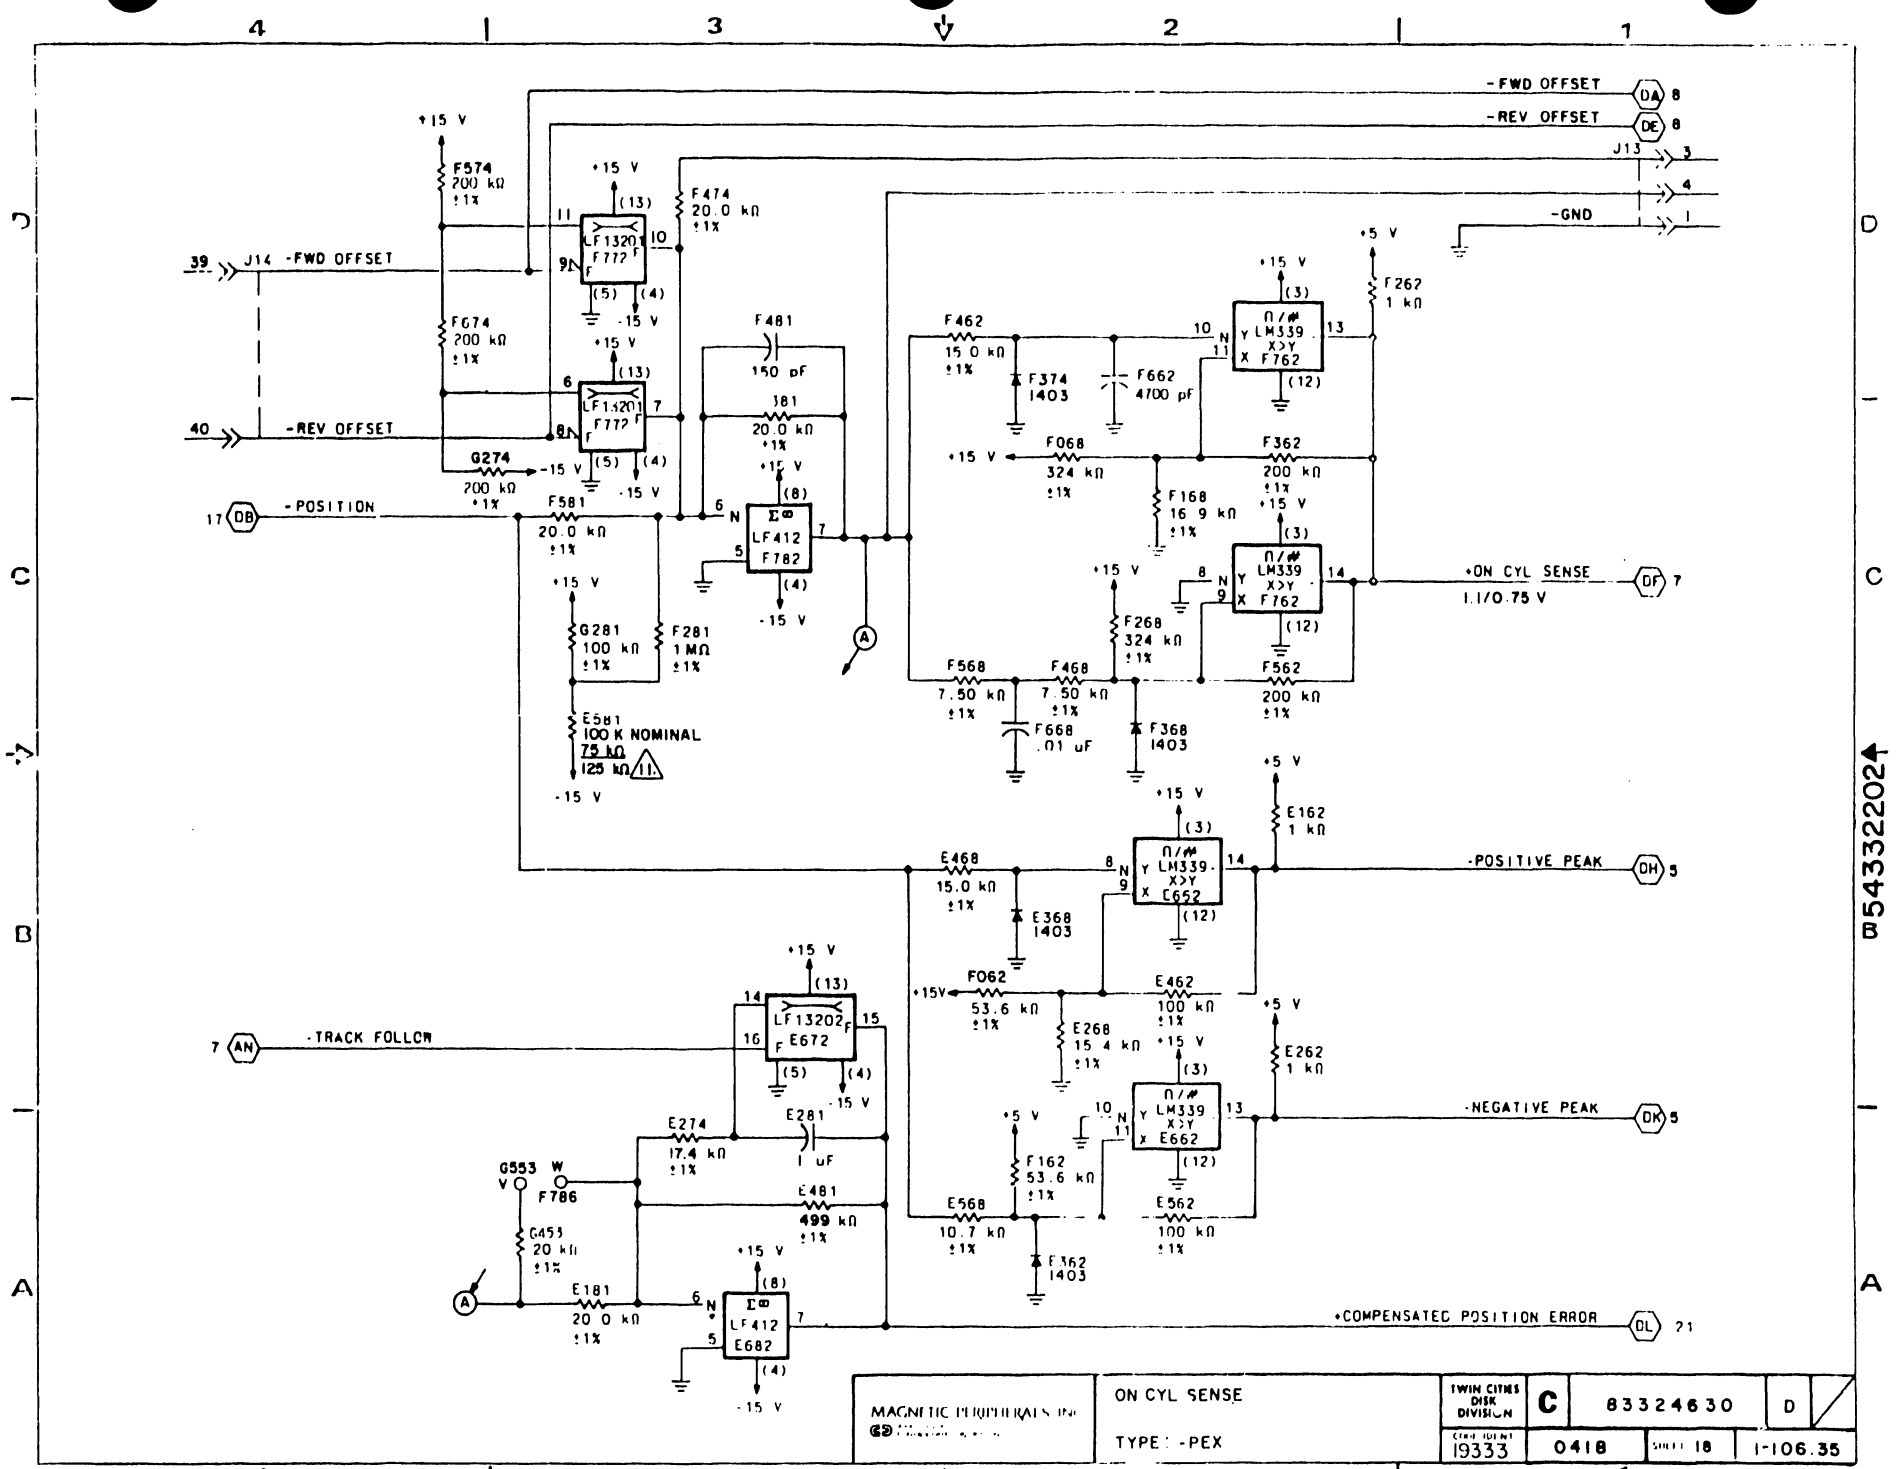 4 3 2 1
-FWD OFFSET DA 8
-REV OFFSET DE 8
J13 3
4
-GND 1
+15 V
F574
200 kΩ
±1%
+15 V
(13)
11
LF13201
F772
F
10
9
F
(5) (4)
-15 V
F474
20.0 kΩ
±1%
D D
39 J14 -FWD OFFSET
F674
200 kΩ
±1%
+15 V
(13)
6
LF13201
F772
F
7
8
F
(5) (4)
-15 V
40 -REV OFFSET
G274
200 kΩ
±1%
-15 V
F481
150 pF
381
20.0 kΩ
±1%
+15 V
(8)
6 N
Σ∞
LF412
F782
7
5
(4)
-15 V
17 DB -POSITION
F581
20.0 kΩ
±1%
+15 V
G281
100 kΩ
±1%
F281
1 MΩ
±1%
E581
100 K NOMINAL
75 kΩ
125 kΩ 11.
-15 V
A
F462
15.0 kΩ
±1%
F374
1403
F662
4700 pF
+15 V
(3)
10 N Y
LM339
X>Y
F762
11 X
13
(12)
+5 V
F262
1 kΩ
+15 V
F068
324 kΩ
±1%
F168
16.9 kΩ
±1%
F362
200 kΩ
±1%
+15 V
(3)
8 N Y
LM339
X>Y
F762
9 X
14
(12)
+ON CYL SENSE DF 7
1.1/0.75 V
C C
+15 V
F268
324 kΩ
±1%
F568
7.50 kΩ
±1%
F468
7.50 kΩ
±1%
F562
200 kΩ
±1%
F668
.01 uF
F368
1403
+5 V
E162
1 kΩ
+15 V
(3)
8 N Y
LM339
X>Y
E652
9 X
14
(12)
-POSITIVE PEAK DH 5
E468
15.0 kΩ
±1%
E368
1403
B B
B54332202
+15V
F062
53.6 kΩ
±1%
E268
15.4 kΩ
±1%
E462
100 kΩ
±1%
+5 V
E262
1 kΩ
+15 V
(3)
10 N Y
LM339
X>Y
E662
11 X
13
(12)
-NEGATIVE PEAK DK 5
+5 V
F162
53.6 kΩ
±1%
E568
10.7 kΩ
±1%
E362
1403
E562
100 kΩ
±1%
+15 V
(13)
14
LF13202
E672
F
15
16 F
(5) (4)
-15 V
7 AN -TRACK FOLLOW
E274
17.4 kΩ
±1%
E281
1 uF
G553
V
W
F786
E481
499 kΩ
±1%
G453
20 kΩ
±1%
A A
A
E181
20.0 kΩ
±1%
+15 V
(8)
6 N
Σ∞
LF412
E682
7
5
(4)
-15 V
+COMPENSATED POSITION ERROR DL 21
MAGNETIC PERIPHERALS INC
ON CYL SENSE
TYPE: -PEX
TWIN CITIES
DISK
DIVISION
C 83324630 D
CODE IDENT
19333
0418 SHEET 18 1-106.35